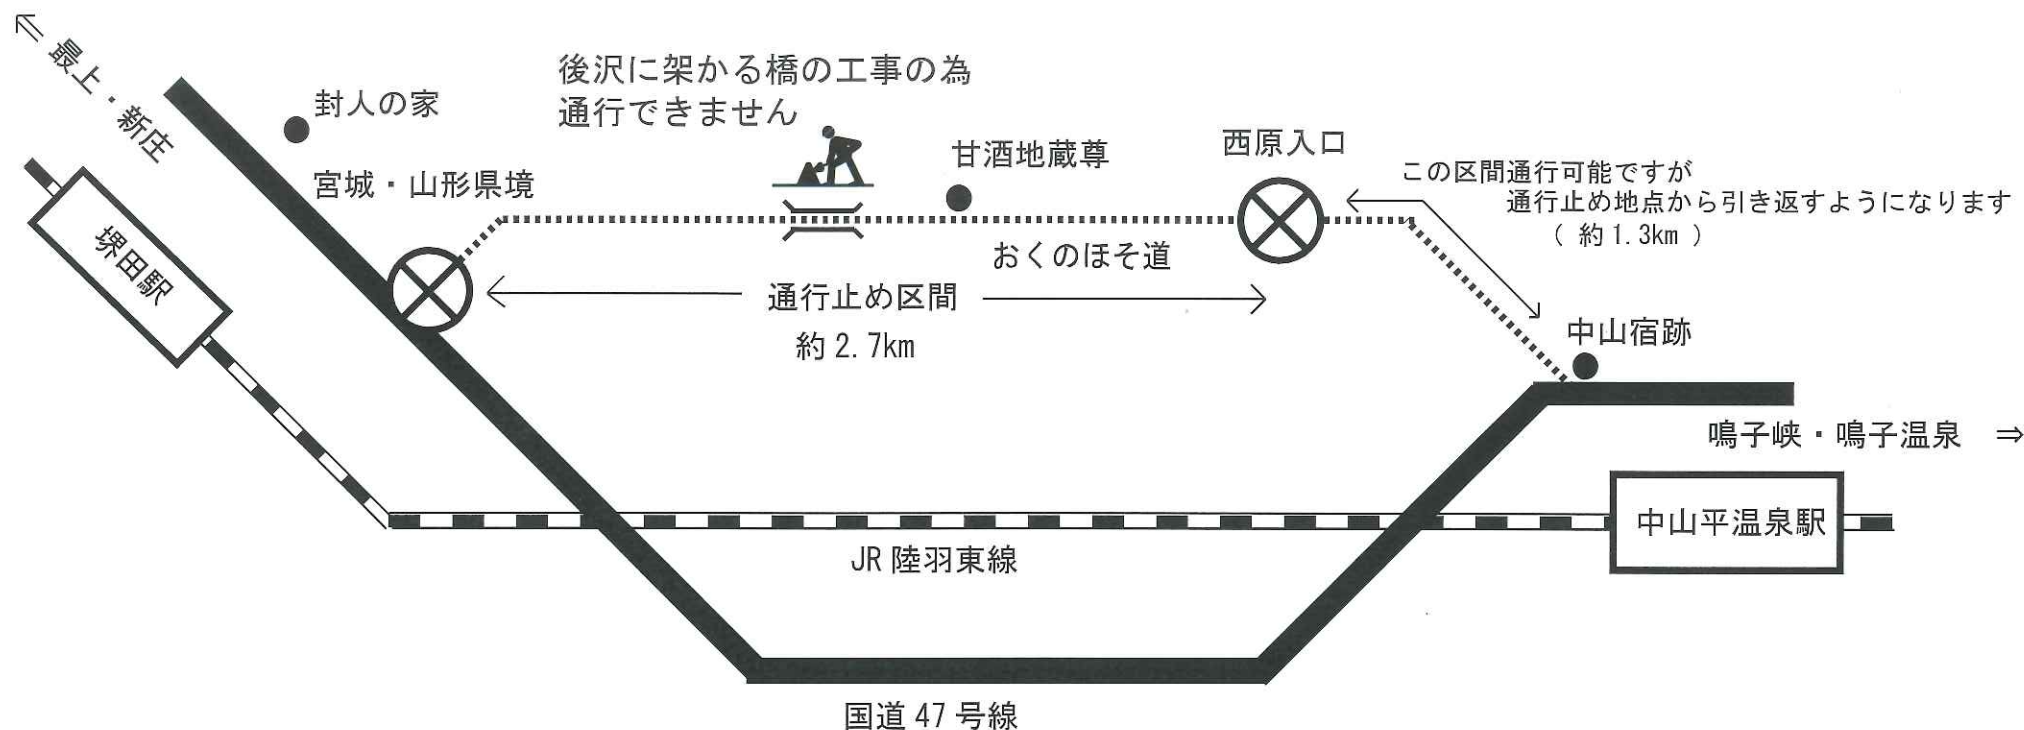 最上・新庄
封人の家
後沢に架かる橋の工事の為
通行できません
宮城・山形県境
甘酒地蔵尊
西原入口
この区間通行可能ですが
通行止め地点から引き返すようになります
（ 約1.3km ）
堺田駅
おくのほそ道
通行止め区間
約2.7km
中山宿跡
鳴子峡・鳴子温泉 ⇒
中山平温泉駅
JR陸羽東線
国道47号線